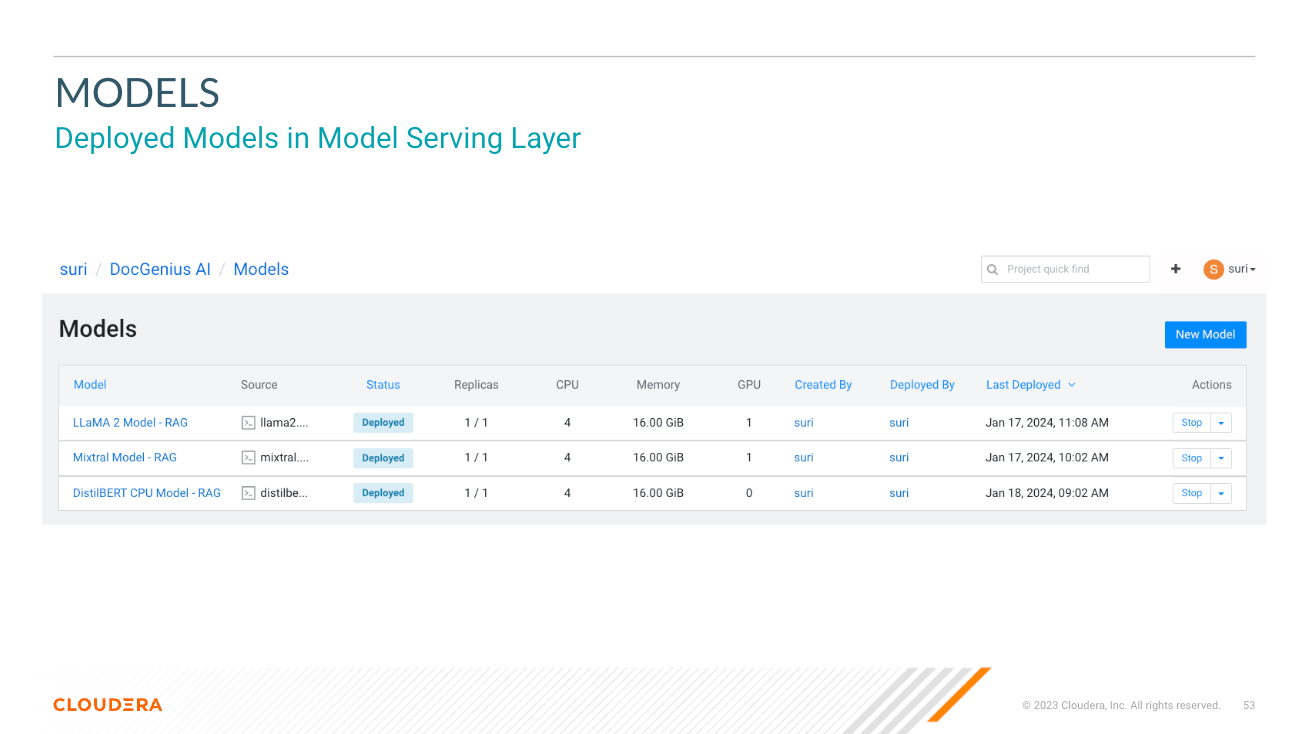 MODELS
Deployed Models in Model Serving Layer
suri / DocGenius AI / Models
Project quick find
+
S suri
Models
New Model
Model Source Status Replicas CPU Memory GPU Created By Deployed By Last Deployed Actions
LLaMA 2 Model - RAG llama2.... Deployed 1 / 1 4 16.00 GiB 1 suri suri Jan 17, 2024, 11:08 AM Stop
Mixtral Model - RAG mixtral.... Deployed 1 / 1 4 16.00 GiB 1 suri suri Jan 17, 2024, 10:02 AM Stop
DistilBERT CPU Model - RAG distilbe... Deployed 1 / 1 4 16.00 GiB 0 suri suri Jan 18, 2024, 09:02 AM Stop
CLOUDERA
© 2023 Cloudera, Inc. All rights reserved. 53